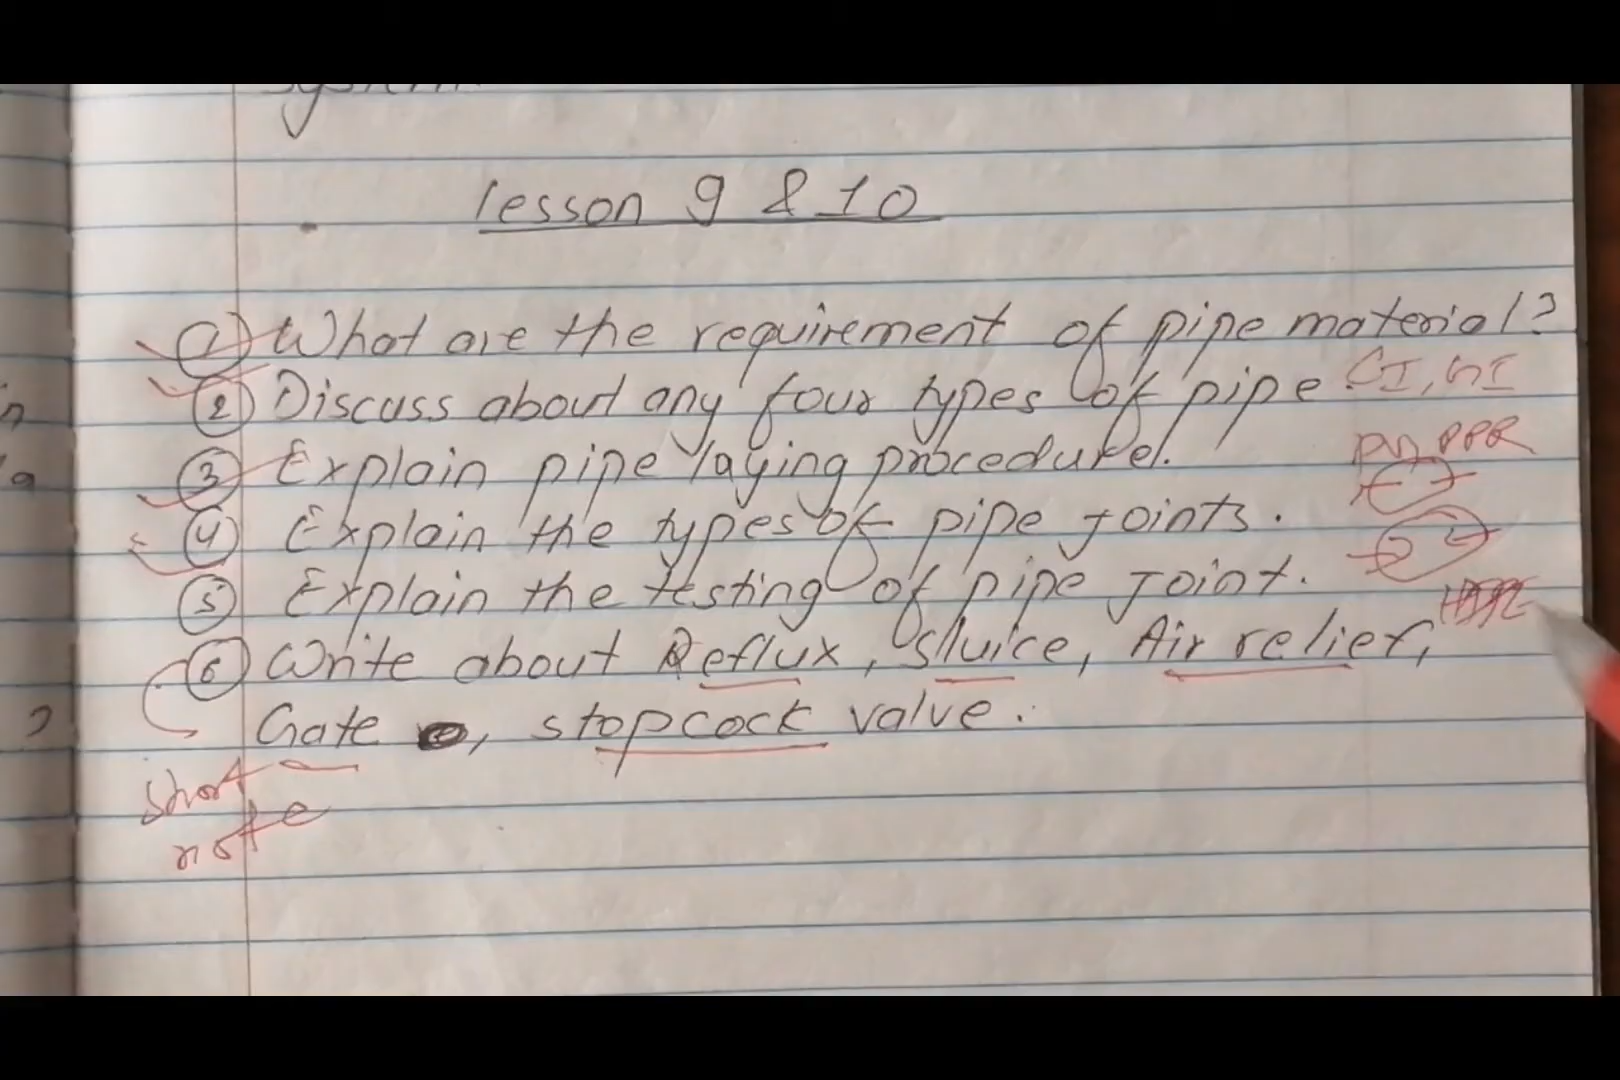 lesson 9 & 10
1) What are the requirement of pipe material?
2) Discuss about any four types of pipe. CI, GI
3) Explain pipe laying procedure. PPR
4) Explain the types of pipe Joints.
5) Explain the testing of pipe Joint.
6) Write about Reflux, Sluice, Air relief,
Gate , stopcock valve.
short
note